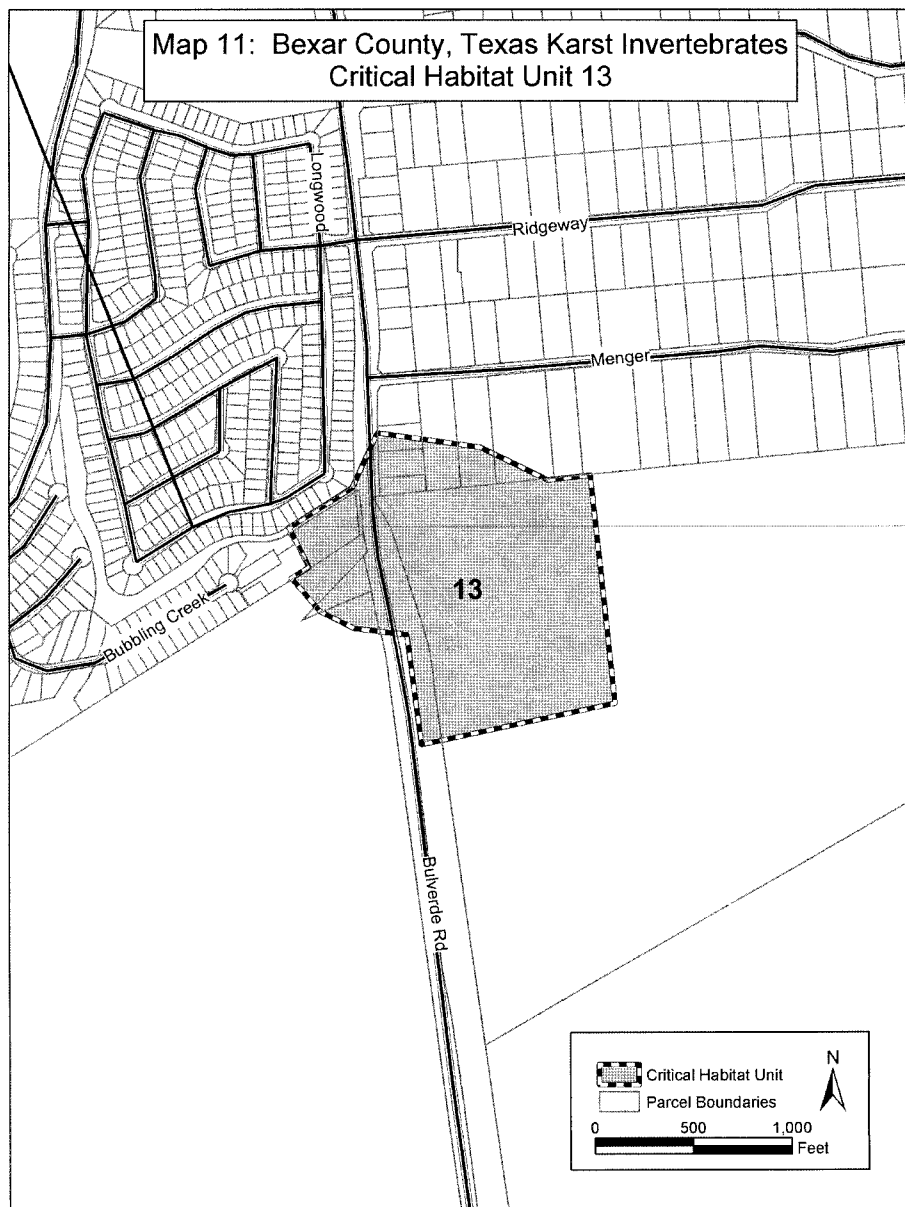 Map 11: Bexar County, Texas Karst Invertebrates
Critical Habitat Unit 13
Longwood
Ridgeway
Menger
13
Bubbling Creek
Bulverde Rd
Critical Habitat Unit
Parcel Boundaries
N
0 500 1,000
Feet